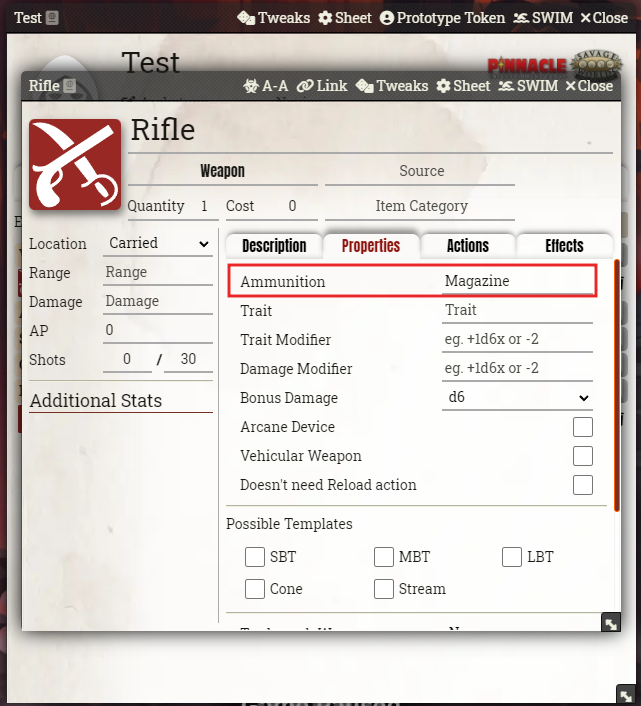 Test Tweaks Sheet Prototype Token SWIM Close
Test
PINNACLE SAVAGE
Rifle A-A Link Tweaks Sheet SWIM Close
Rifle
Weapon Source
Quantity 1 Cost 0 Item Category
Location Carried
Range Range
Damage Damage
AP 0
Shots 0 / 30
Additional Stats
Description Properties Actions Effects
Ammunition Magazine
Trait Trait
Trait Modifier eg. +1d6x or -2
Damage Modifier eg. +1d6x or -2
Bonus Damage d6
Arcane Device
Vehicular Weapon
Doesn't need Reload action
Possible Templates
SBT MBT LBT
Cone Stream